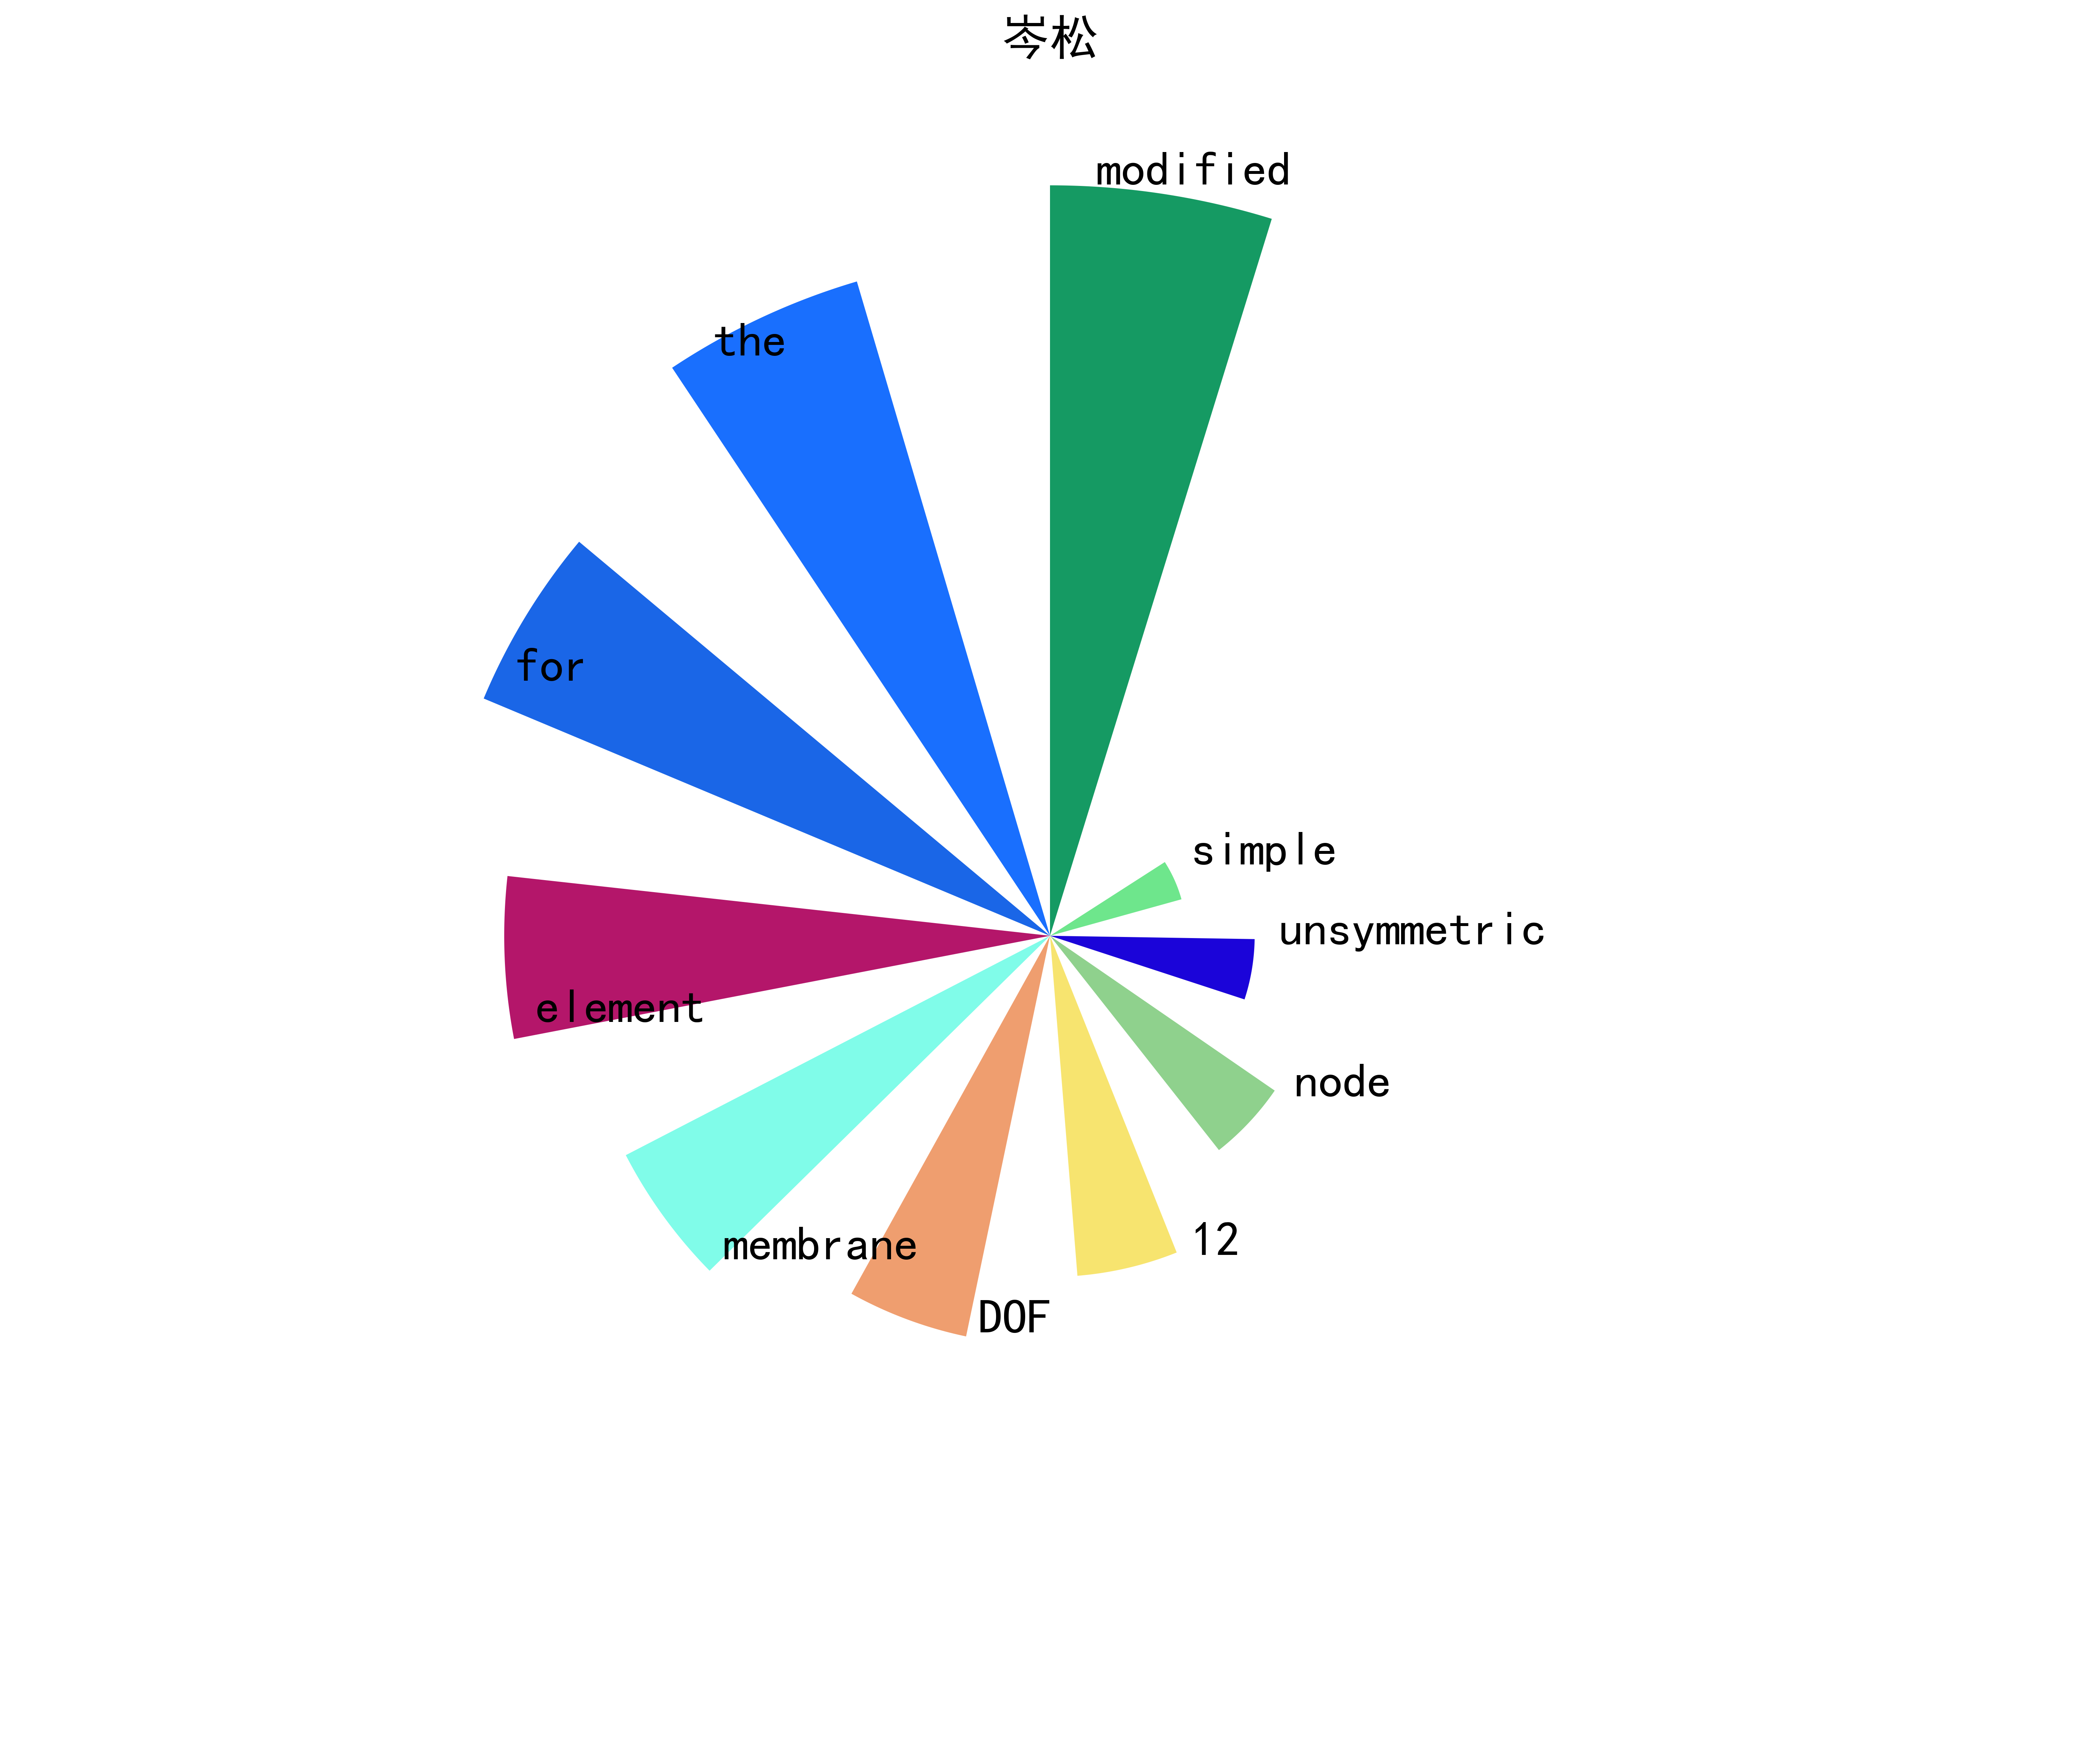 岑松
modified
the
for
simple
unsymmetric
element
node
membrane
12
DOF